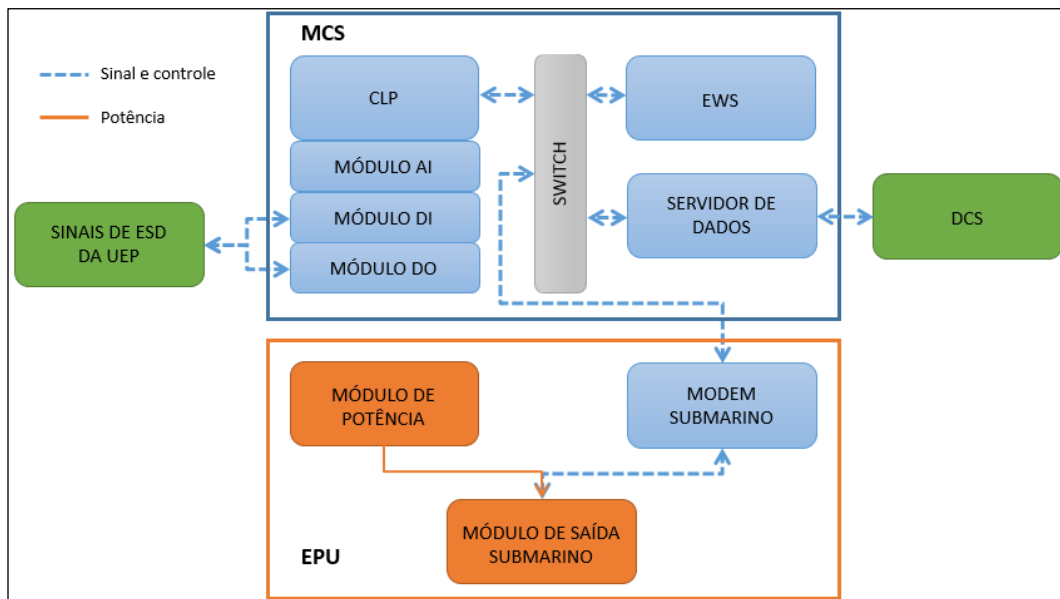 MCS
Sinal e controle
Potência
CLP
EWS
MÓDULO AI
SWITCH
MÓDULO DI
SERVIDOR DE
DADOS
SINAIS DE ESD
DA UEP
DCS
MÓDULO DO
MÓDULO DE
POTÊNCIA
MODEM
SUBMARINO
MÓDULO DE SAÍDA
SUBMARINO
EPU